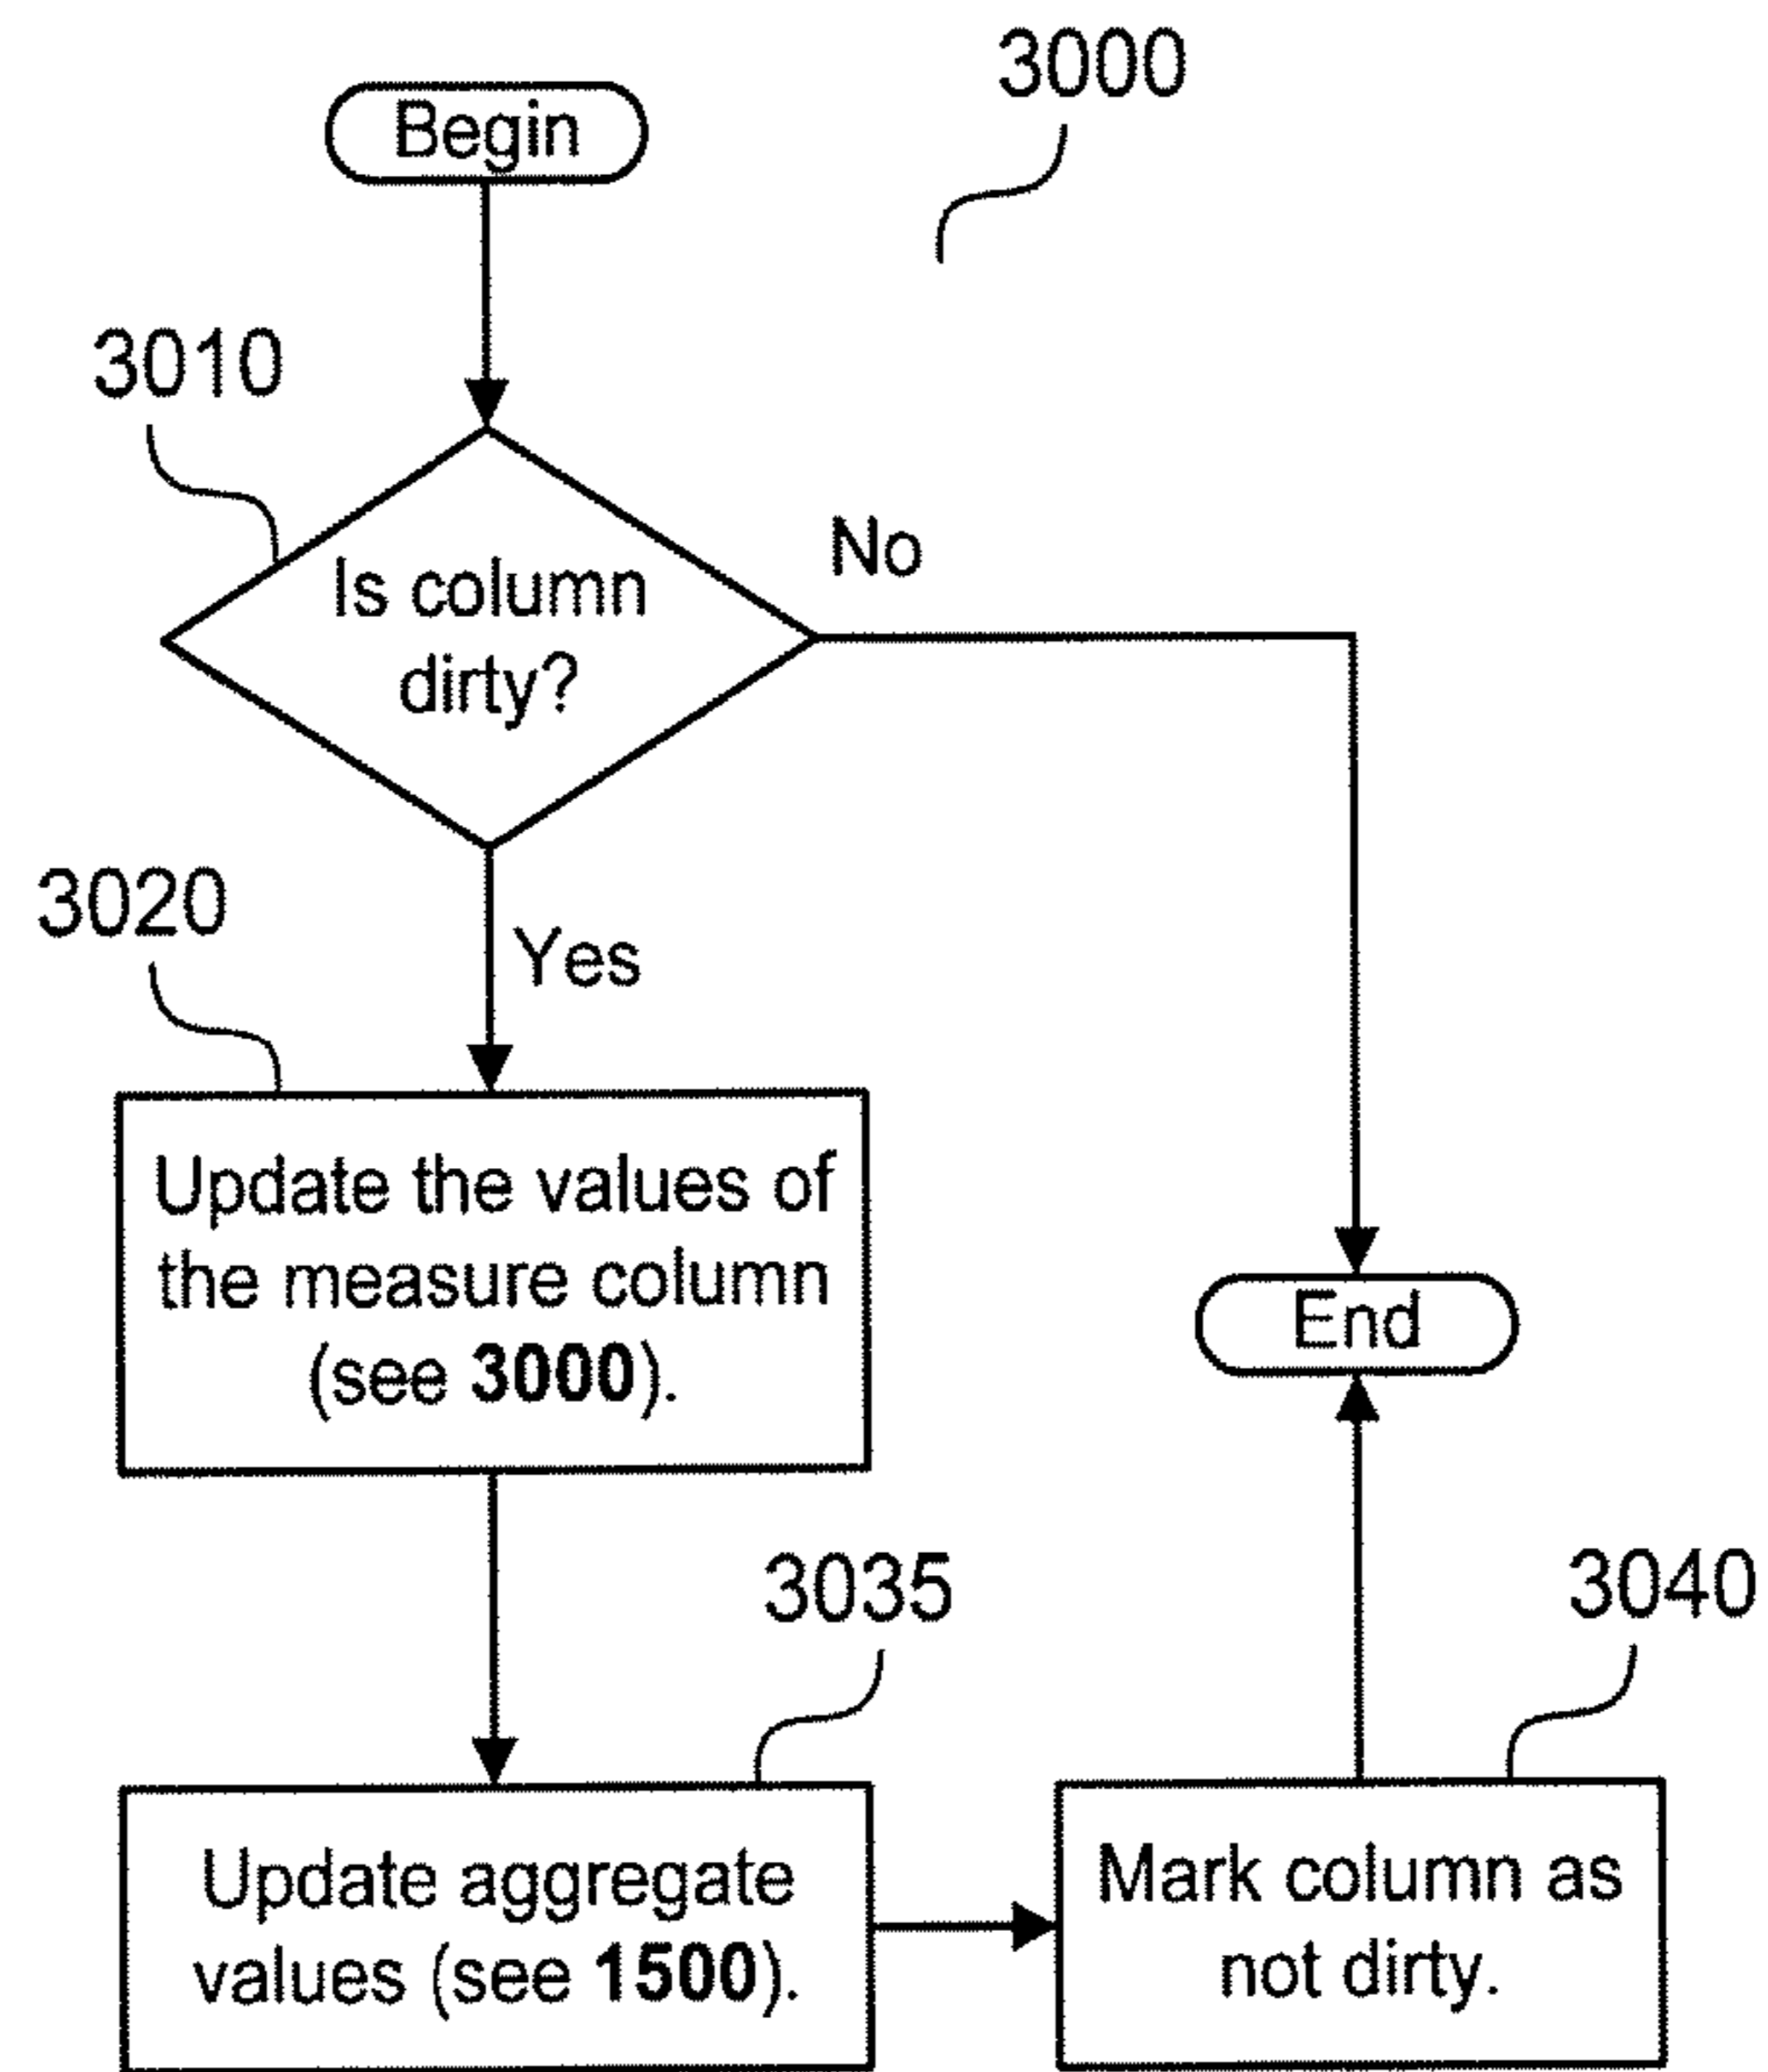 3000
Begin
3010
Is column
dirty?
No
3020
Yes
Update the values of
the measure column
(see 3000).
End
3035
3040
Update aggregate
values (see 1500).
Mark column as
not dirty.